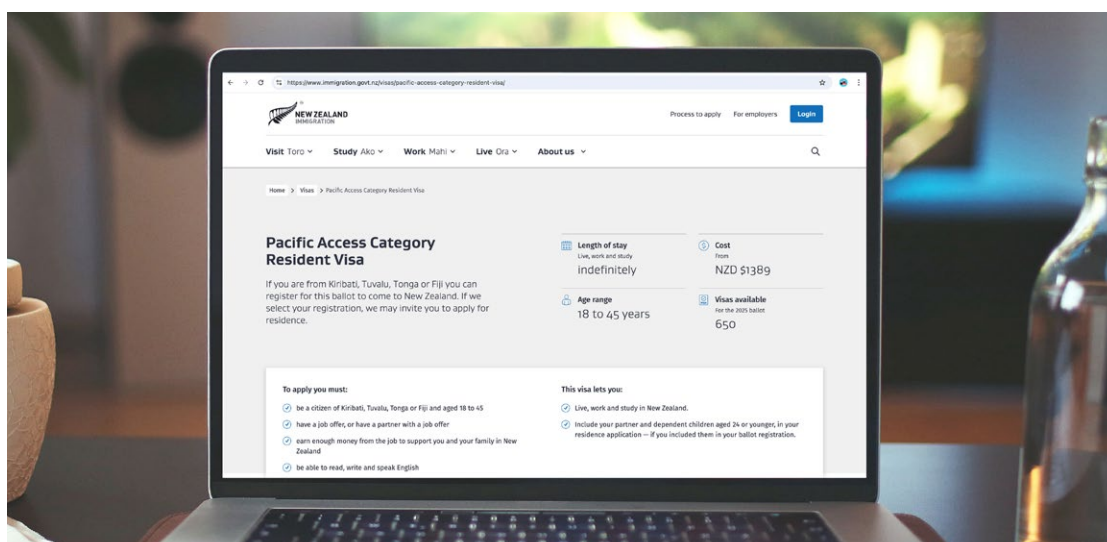 https://www.immigration.govt.nz/visas/pacific-access-category-resident-visa/
NEW ZEALAND
IMMIGRATION
Process to apply For employers Login
Visit Toro Study Ako Work Mahi Live Ora About us
Home > Visas > Pacific Access Category Resident Visa
Pacific Access Category
Resident Visa
If you are from Kiribati, Tuvalu, Tonga or Fiji you can
register for this ballot to come to New Zealand. If we
select your registration, we may invite you to apply for
residence.
Length of stay
Live, work and study
indefinitely
Cost
From
NZD $1389
Age range
18 to 45 years
Visas available
For the 2025 ballot
650
To apply you must:
be a citizen of Kiribati, Tuvalu, Tonga or Fiji and aged 18 to 45
have a job offer, or have a partner with a job offer
earn enough money from the job to support you and your family in New
Zealand
be able to read, write and speak English
This visa lets you:
Live, work and study in New Zealand.
Include your partner and dependent children aged 24 or younger, in your
residence application — if you included them in your ballot registration.